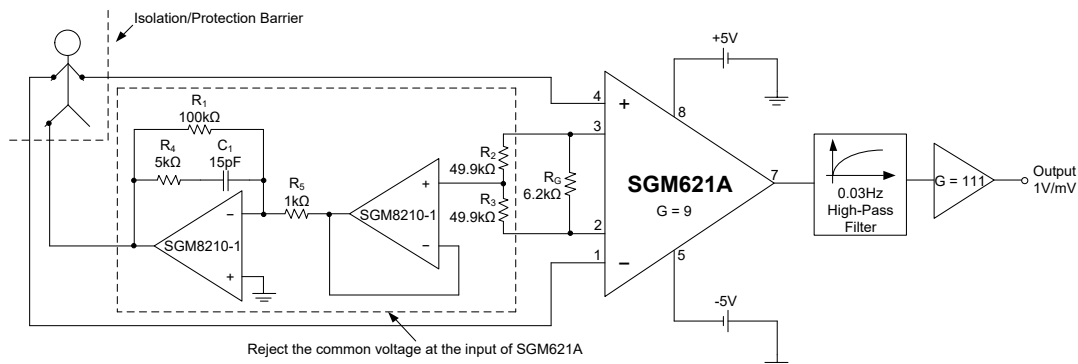 Isolation/Protection Barrier
+5V
R1
100kΩ
R4
5kΩ
C1
15pF
R5
1kΩ
R2
49.9kΩ
R3
49.9kΩ
RG
6.2kΩ
4
3
2
1
+
−
8
7
5
SGM621A
G = 9
SGM8210-1
+
−
SGM8210-1
−
+
0.03Hz
High-Pass
Filter
G = 111
Output
1V/mV
-5V
Reject the common voltage at the input of SGM621A